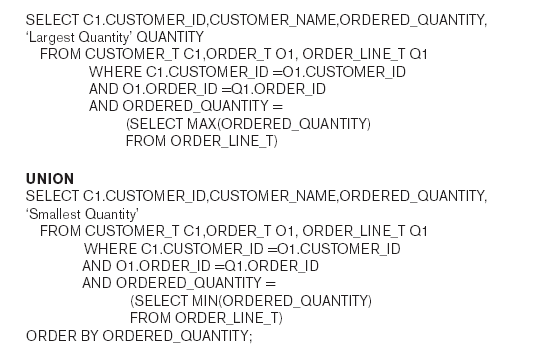 SELECT C1.CUSTOMER_ID,CUSTOMER_NAME,ORDERED_QUANTITY,
‘Largest Quantity’ QUANTITY
FROM CUSTOMER_T C1,ORDER_T O1, ORDER_LINE_T Q1
WHERE C1.CUSTOMER_ID =O1.CUSTOMER_ID
AND O1.ORDER_ID =Q1.ORDER_ID
AND ORDERED_QUANTITY =
(SELECT MAX(ORDERED_QUANTITY)
FROM ORDER_LINE_T)
UNION
SELECT C1.CUSTOMER_ID,CUSTOMER_NAME,ORDERED_QUANTITY,
‘Smallest Quantity’
FROM CUSTOMER_T C1,ORDER_T O1, ORDER_LINE_T Q1
WHERE C1.CUSTOMER_ID =O1.CUSTOMER_ID
AND O1.ORDER_ID =Q1.ORDER_ID
AND ORDERED_QUANTITY =
(SELECT MIN(ORDERED_QUANTITY)
FROM ORDER_LINE_T)
ORDER BY ORDERED_QUANTITY;